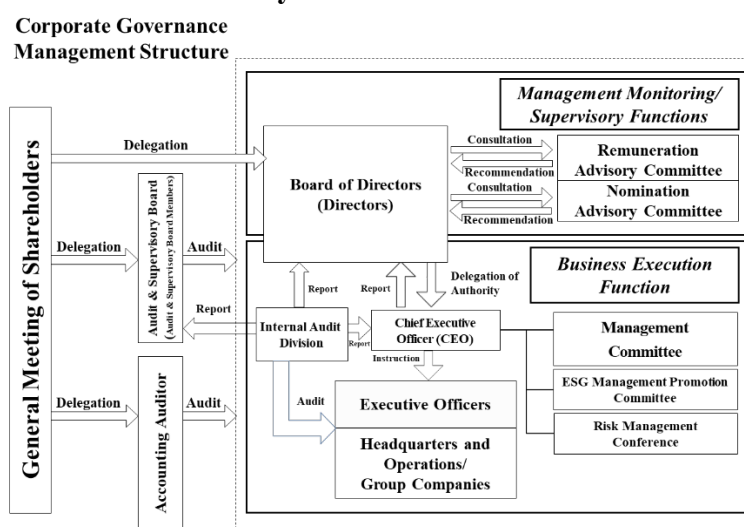 Corporate Governance
Management Structure
General Meeting of Shareholders
Delegation
Delegation
Delegation
Audit & Supervisory Board
(Audit & Supervisory Board Members)
Accounting Auditor
Audit
Report
Audit
Management Monitoring/
Supervisory Functions
Board of Directors
(Directors)
Consultation
Recommendation
Consultation
Recommendation
Remuneration
Advisory Committee
Nomination
Advisory Committee
Business Execution
Function
Report
Report
Delegation of
Authority
Internal Audit
Division
Report
Chief Executive
Officer (CEO)
Instruction
Audit
Executive Officers
Headquarters and
Operations/
Group Companies
Management
Committee
ESG Management Promotion
Committee
Risk Management
Conference